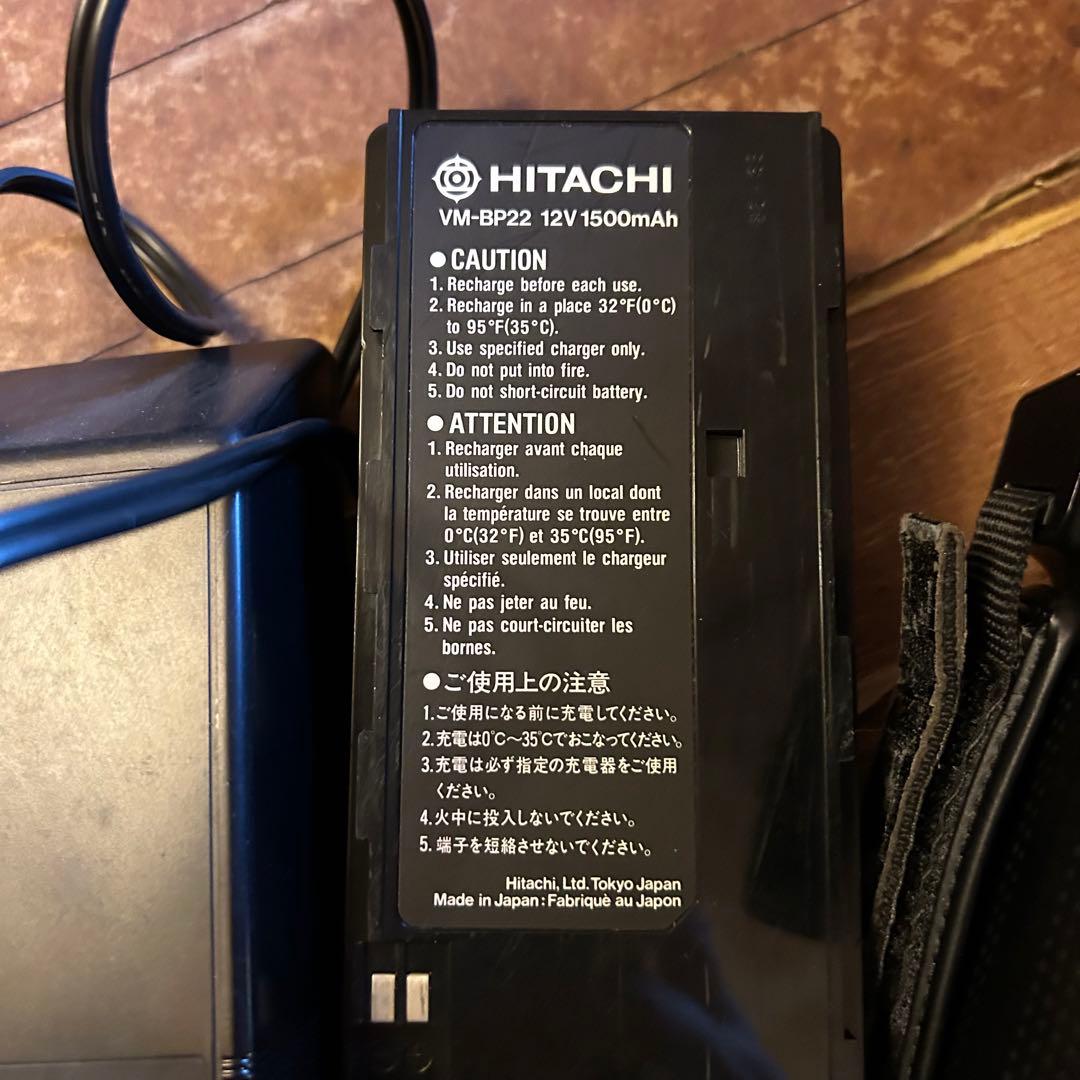 HITACHI
VM-BP22 12V 1500mAh
● CAUTION
1. Recharge before each use.
2. Recharge in a place 32°F(0°C)
to 95°F(35°C).
3. Use specified charger only.
4. Do not put into fire.
5. Do not short-circuit battery.
● ATTENTION
1. Recharger avant chaque
utilisation.
2. Recharger dans un local dont
la température se trouve entre
0°C(32°F) et 35°C(95°F).
3. Utiliser seulement le chargeur
spécifié.
4. Ne pas jeter au feu.
5. Ne pas court-circuiter les
bornes.
●ご使用上の注意
1.ご使用になる前に充電してください。
2.充電は0℃〜35℃でおこなってください。
3.充電は必ず指定の充電器をご使用
ください。
4.火中に投入しないでください。
5.端子を短絡させないでください。
Hitachi, Ltd. Tokyo Japan
Made in Japan : Fabriquè au Japon